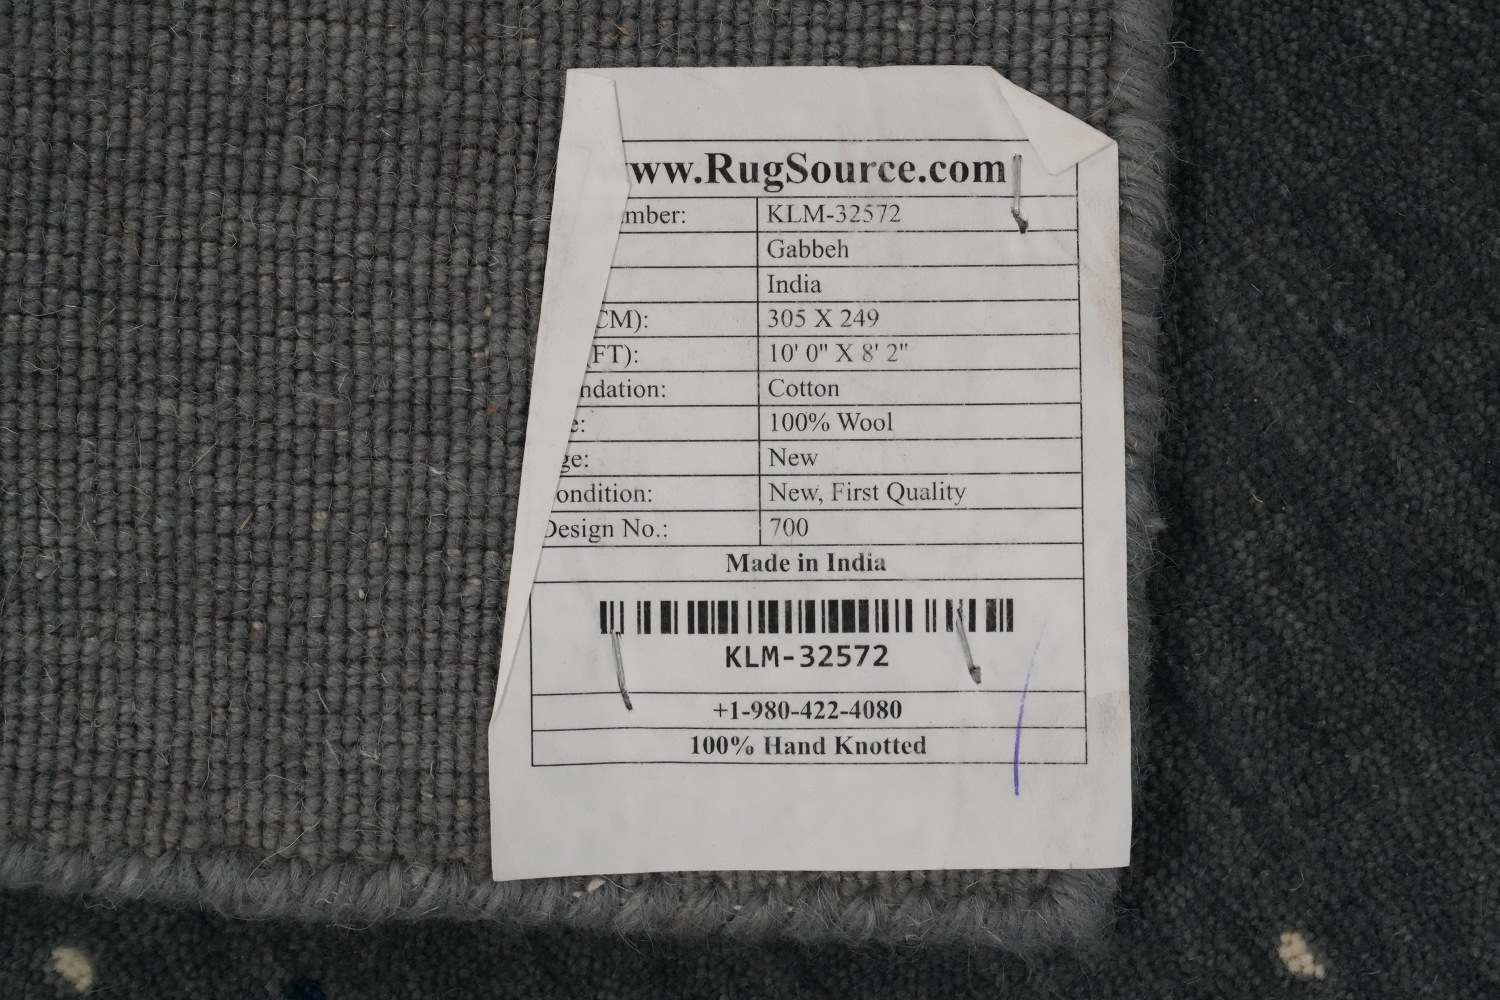 ww.RugSource.com
mber: KLM-32572
Gabbeh
India
CM): 305 X 249
(FT): 10' 0" X 8' 2"
ndation: Cotton
e: 100% Wool
ge: New
ondition: New, First Quality
Design No.: 700
Made in India
KLM-32572
+1-980-422-4080
100% Hand Knotted